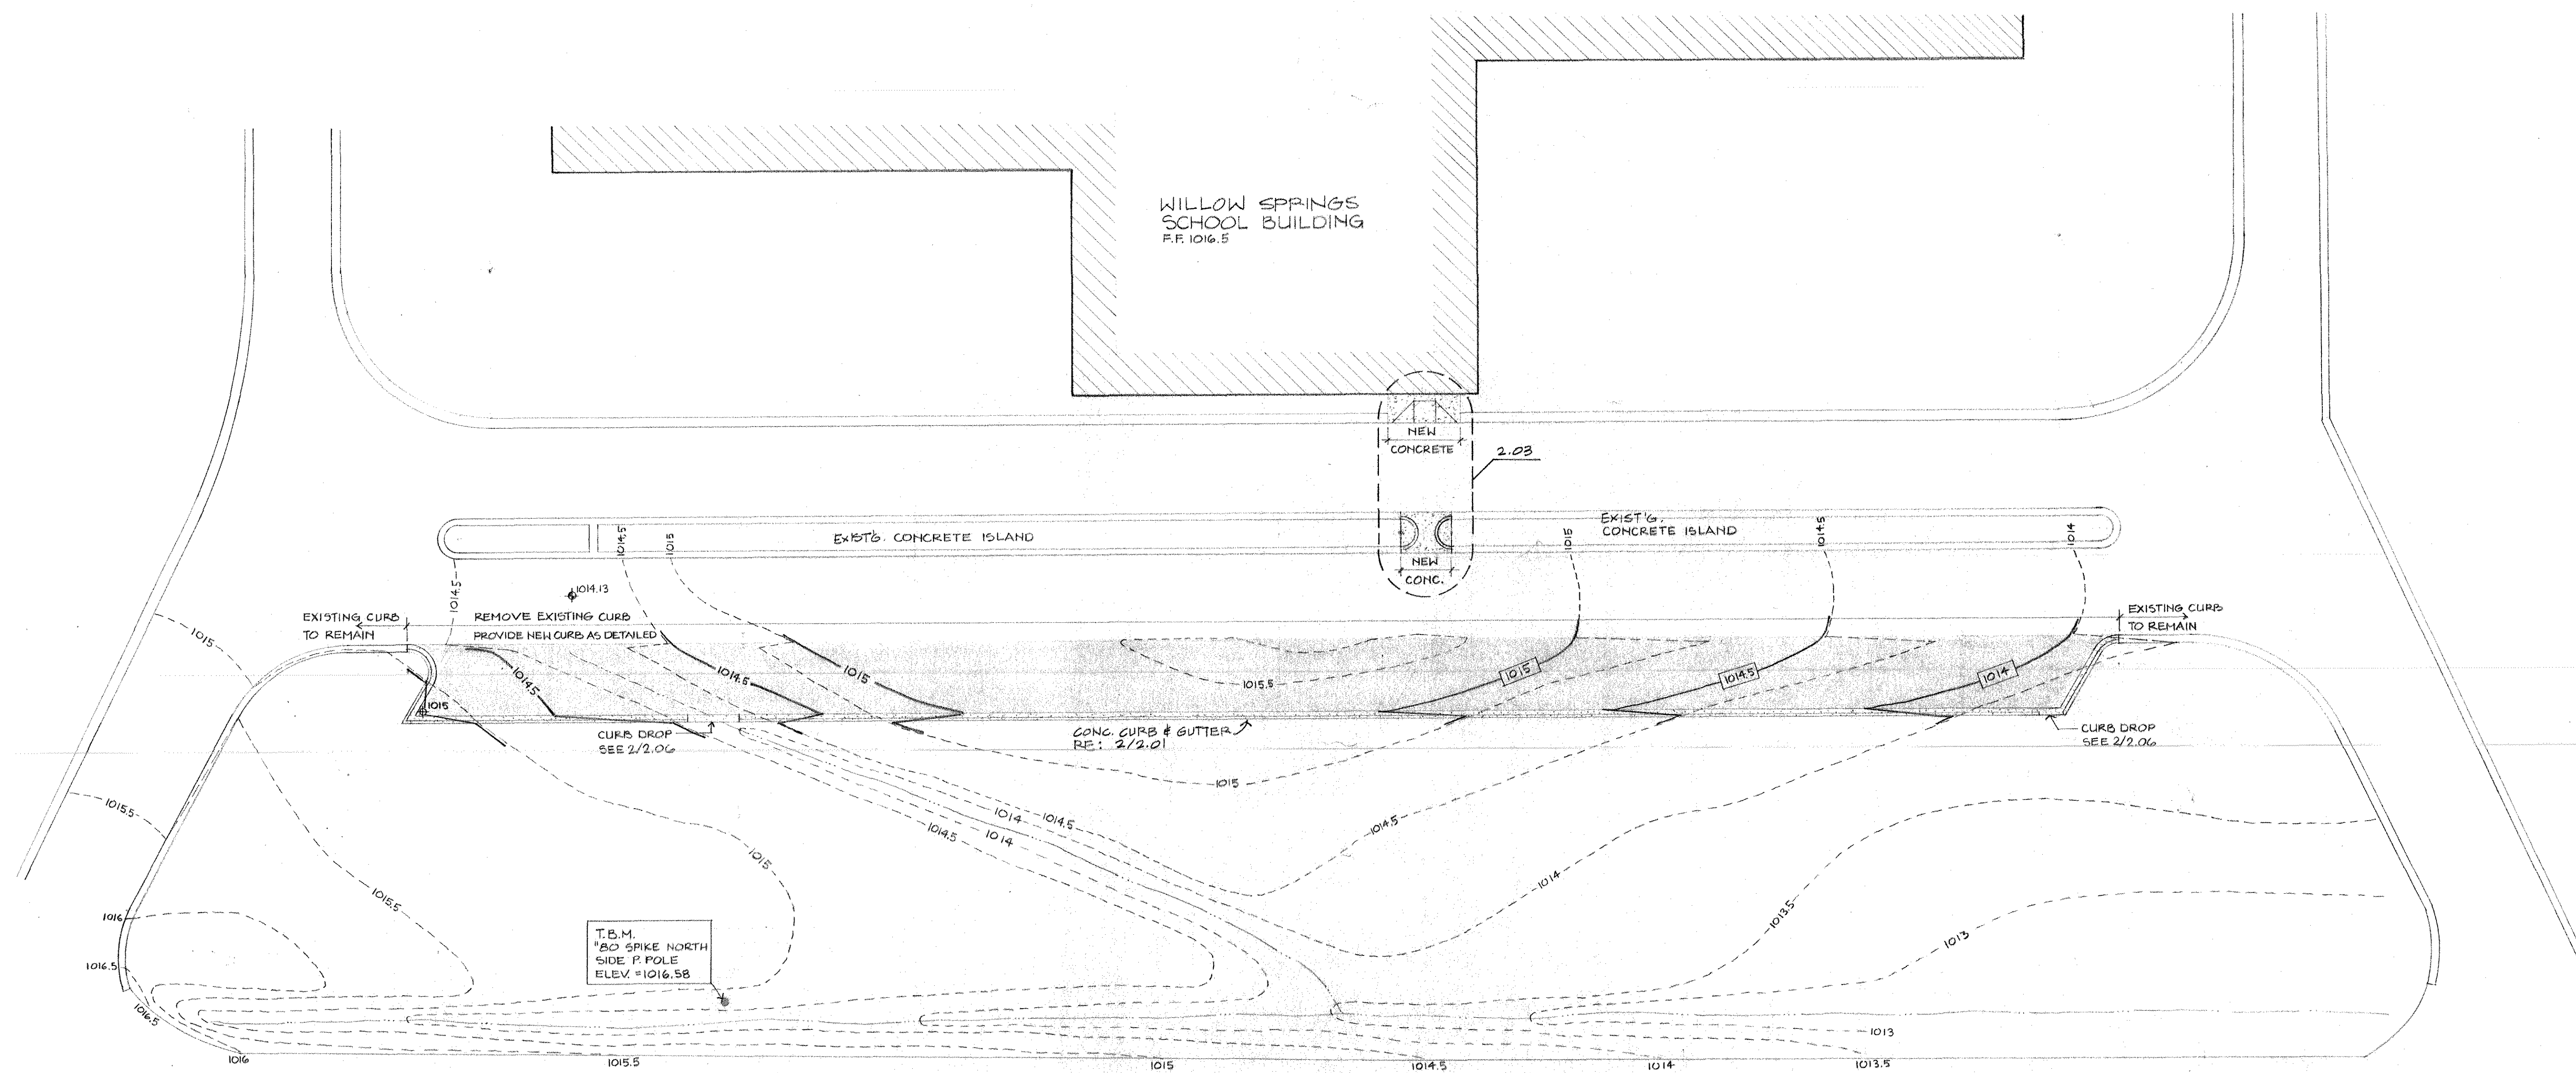 WILLOW SPRINGS
SCHOOL BUILDING
F.F. 1016.5
NEW
CONCRETE
2.03
EXIST'G. CONCRETE ISLAND
EXIST'G.
CONCRETE ISLAND
1014.5
1015
1015
1014.5
1014
NEW
CONC.
1014.5
1014.13
EXISTING CURB
TO REMAIN
REMOVE EXISTING CURB
PROVIDE NEW CURB AS DETAILED
EXISTING CURB
TO REMAIN
1015
1014.5
1014.5
1015
1015.5
1015
1014.5
1014
1015
CURB DROP
SEE 2/2.06
CONC. CURB & GUTTER
RE: 2/2.01
CURB DROP
SEE 2/2.06
1015
1015.5
1014
1014.5
1014.5
1014
1014.5
1015
1015.5
1014
1013.5
1013
1016
1016.5
T.B.M.
"80 SPIKE NORTH
SIDE P. POLE
ELEV. =1016.58
1016.5
1013
1016
1015.5
1015
1014.5
1014
1013.5